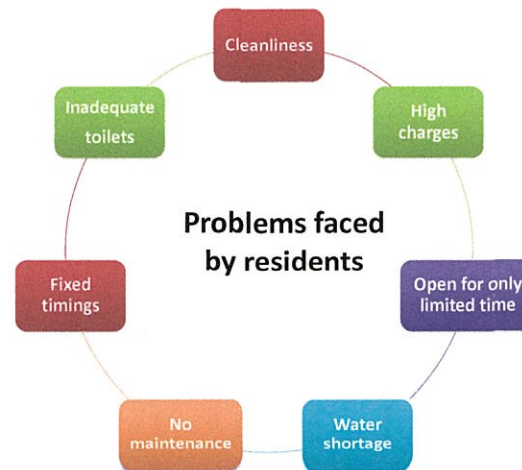 Cleanliness
High
charges
Open for only
limited time
Water
shortage
No
maintenance
Fixed
timings
Inadequate
toilets
Problems faced
by residents